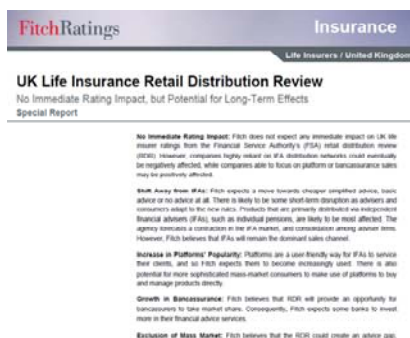 FitchRatings
Insurance
Life Insurers / United Kingdom
UK Life Insurance Retail Distribution Review
No Immediate Rating Impact, but Potential for Long-Term Effects
Special Report
No Immediate Rating Impact: Fitch does not expect any immediate impact on UK life
insurer ratings from the Financial Service Authority's (FSA) retail distribution review
(RDR). However, companies highly reliant on IFA distribution networks could eventually
be negatively affected, while companies able to focus on platform or bancassurance sales
may be positively affected.
Shift Away from IFAs: Fitch expects a move towards cheaper simplified advice, basic
advice or no advice at all. There is likely to be some short-term disruption as advisers and
consumers adapt to the new rules. Products that are primarily distributed via independent
financial advisers (IFAs), such as individual pensions, are likely to be most affected. The
agency forecasts a contraction in the IFA market, and consolidation among adviser firms.
However, Fitch believes that IFAs will remain the dominant sales channel.
Increase in Platforms' Popularity: Platforms are a user-friendly way for IFAs to service
their clients, and so Fitch expects them to become increasingly used. There is also
potential for more sophisticated mass-market consumers to make use of platforms to buy
and manage products directly.
Growth in Bancassurance: Fitch believes that RDR will provide an opportunity for
bancassurers to take market share. Consequently, Fitch expects some banks to invest
more in their financial advice services.
Exclusion of Mass Market: Fitch believes that the RDR could create an advice gap,